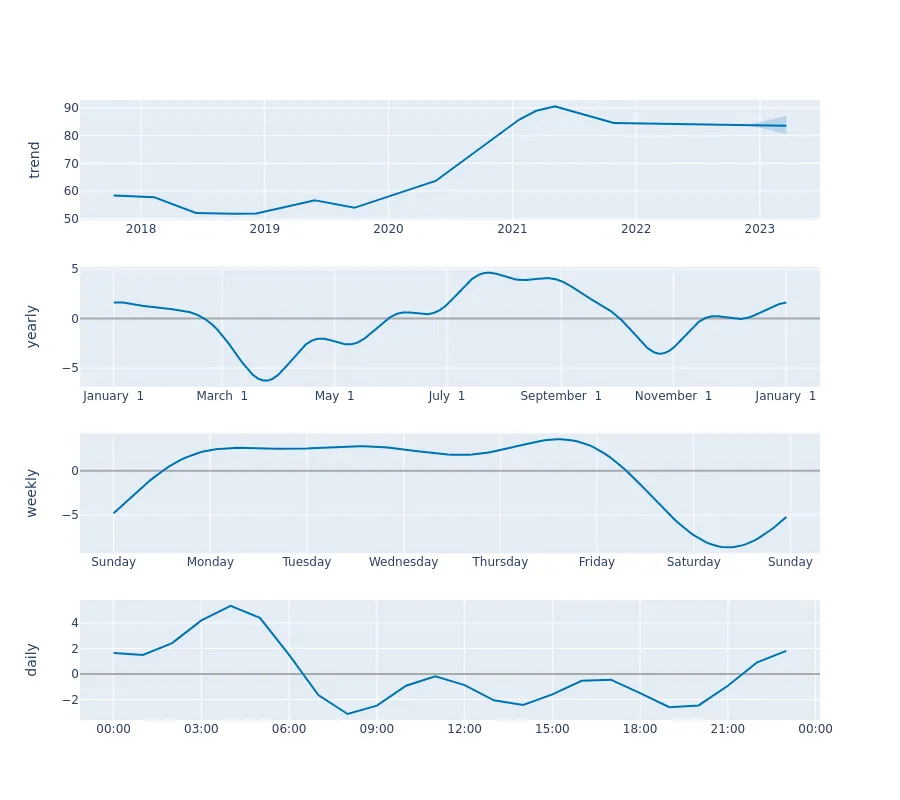 trend
90
80
70
60
50
2018 2019 2020 2021 2022 2023
yearly
5
0
−5
January 1 March 1 May 1 July 1 September 1 November 1 January 1
weekly
0
−5
Sunday Monday Tuesday Wednesday Thursday Friday Saturday Sunday
daily
4
2
0
−2
00:00 03:00 06:00 09:00 12:00 15:00 18:00 21:00 00:00